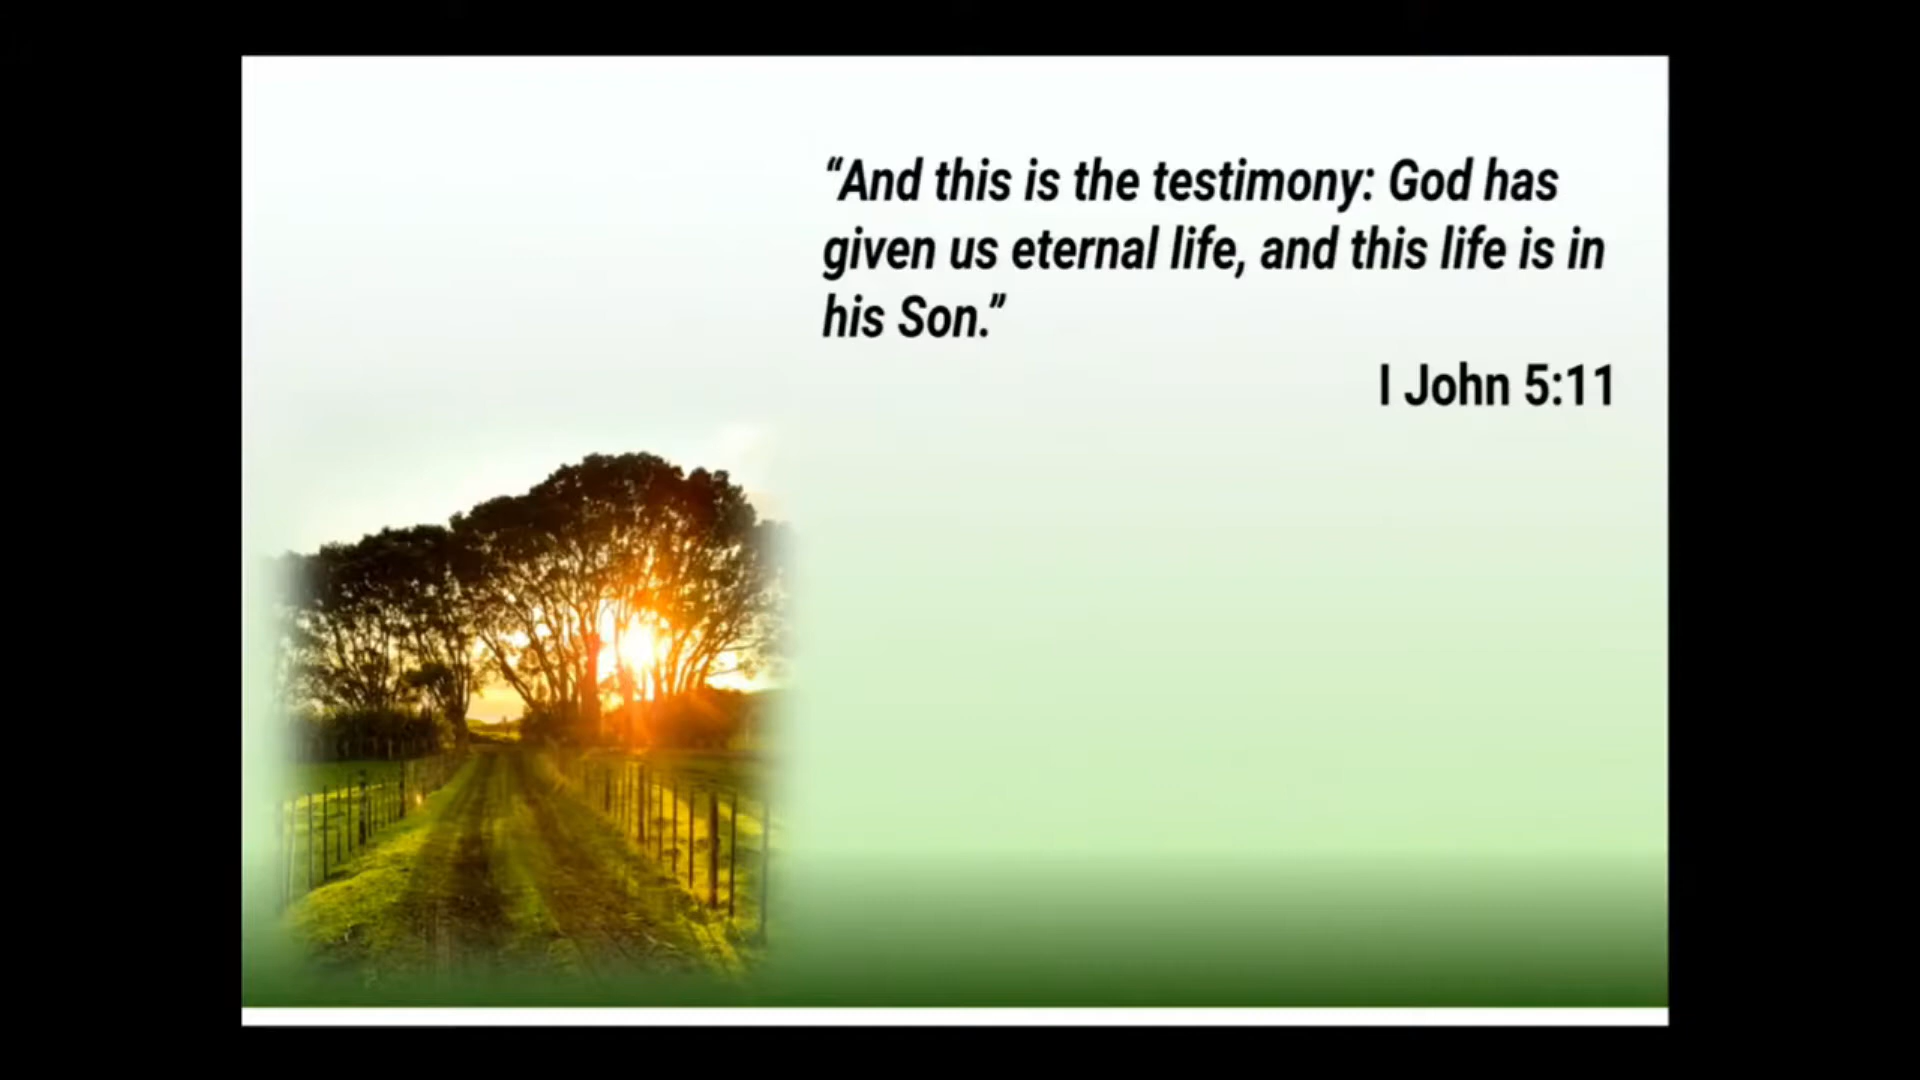 “And this is the testimony: God has
given us eternal life, and this life is in
his Son.”
I John 5:11